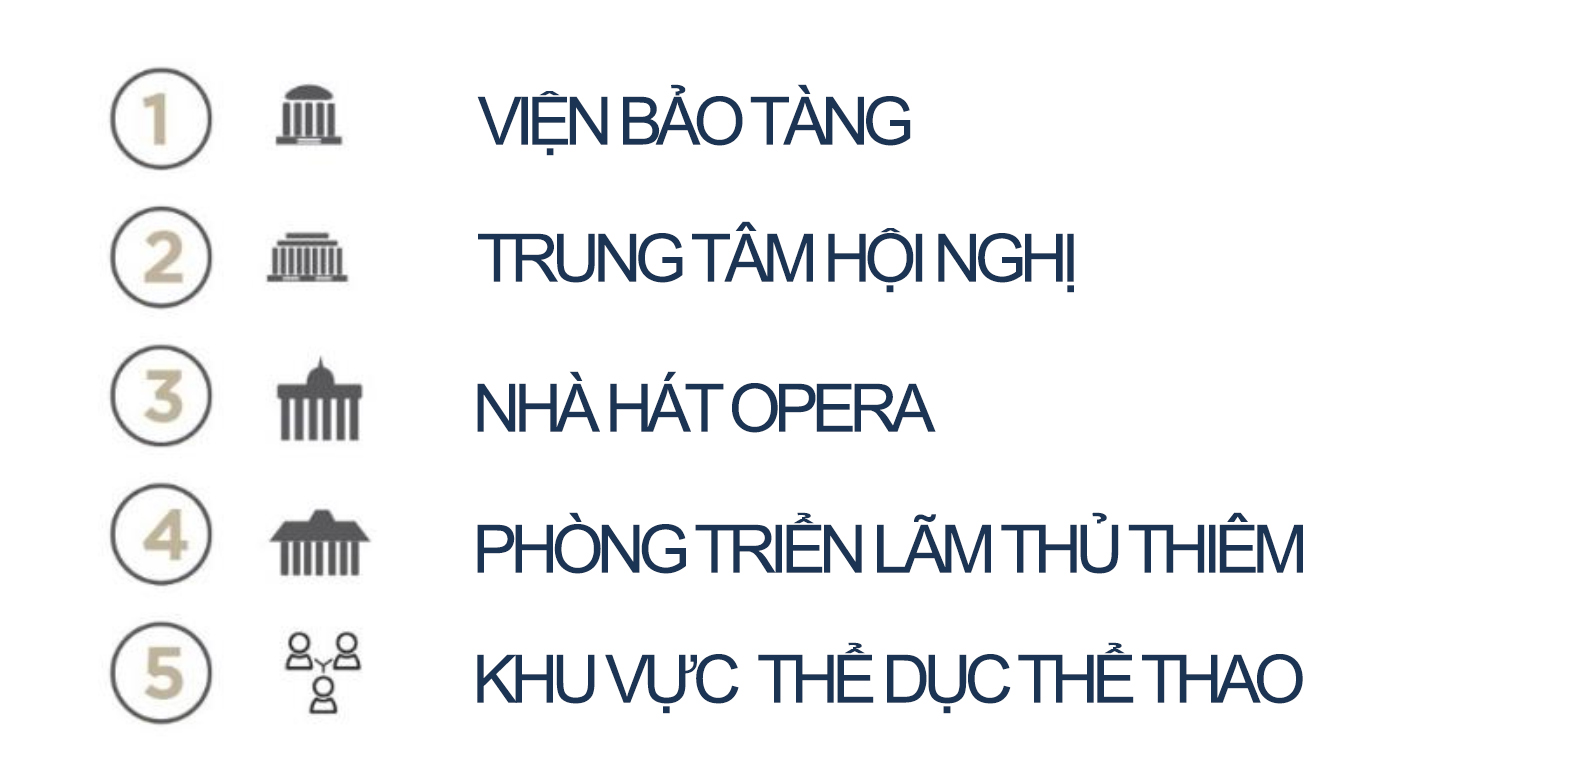 1 VIỆN BẢO TÀNG
2 TRUNG TÂM HỘI NGHỊ
3 NHÀ HÁT OPERA
4 PHÒNG TRIỂN LÃM THỦ THIÊM
5 KHU VỰC THỂ DỤC THỂ THAO